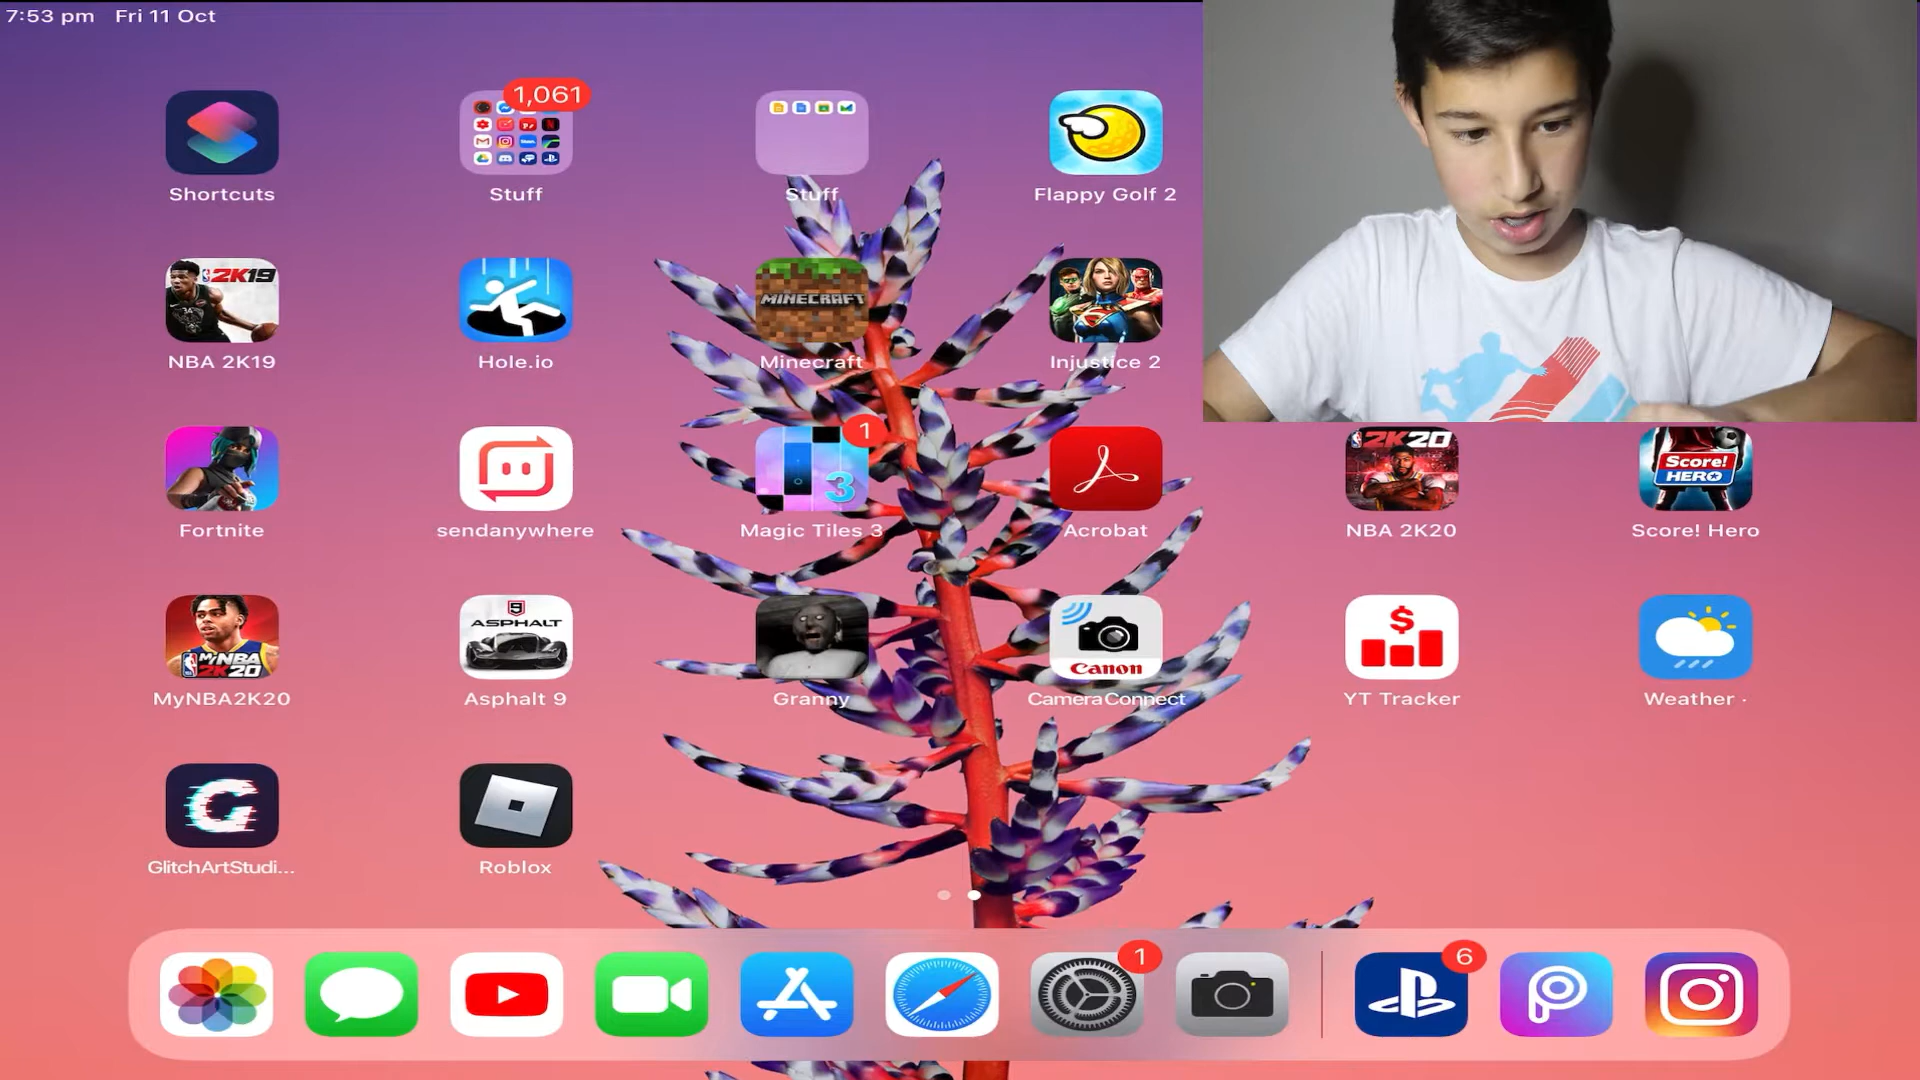 7:53 pm Fri 11 Oct
1,061
Shortcuts
Stuff
Stuff
Flappy Golf 2
2K19
MINECRAFT
NBA 2K19
Hole.io
Minecraft
Injustice 2
1
3
2K20
Score!
HERO
Fortnite
sendanywhere
Magic Tiles 3
Acrobat
NBA 2K20
Score! Hero
9
ASPHALT
MyNBA
2K20
Canon
$
MyNBA2K20
Asphalt 9
Granny
CameraConnect
YT Tracker
Weather
G
GlitchArtStudi...
Roblox
1
6